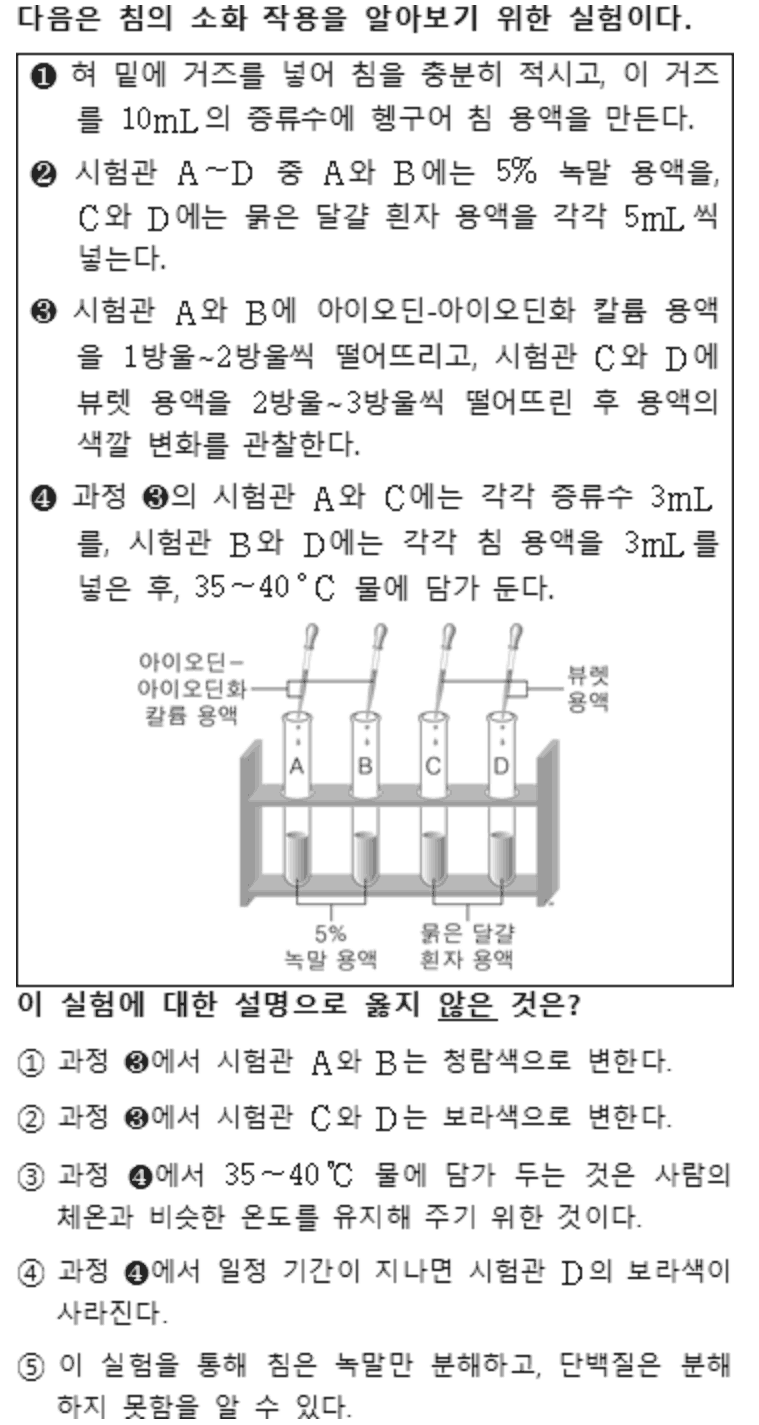 다음은 침의 소화 작용을 알아보기 위한 실험이다.
❶ 혀 밑에 거즈를 넣어 침을 충분히 적시고, 이 거즈
를 10mL의 증류수에 헹구어 침 용액을 만든다.
❷ 시험관 A~D 중 A와 B에는 5% 녹말 용액을,
C와 D에는 묽은 달걀 흰자 용액을 각각 5mL씩
넣는다.
❸ 시험관 A와 B에 아이오딘-아이오딘화 칼륨 용액
을 1방울~2방울씩 떨어뜨리고, 시험관 C와 D에
뷰렛 용액을 2방울~3방울씩 떨어뜨린 후 용액의
색깔 변화를 관찰한다.
❹ 과정 ❸의 시험관 A와 C에는 각각 증류수 3mL
를, 시험관 B와 D에는 각각 침 용액을 3mL를
넣은 후, 35~40°C 물에 담가 둔다.
아이오딘-
아이오딘화
칼륨 용액
뷰렛
용액
A B C D
5%
녹말 용액
묽은 달걀
흰자 용액
이 실험에 대한 설명으로 옳지 않은 것은?
① 과정 ❸에서 시험관 A와 B는 청람색으로 변한다.
② 과정 ❸에서 시험관 C와 D는 보라색으로 변한다.
③ 과정 ❹에서 35~40℃ 물에 담가 두는 것은 사람의
체온과 비슷한 온도를 유지해 주기 위한 것이다.
④ 과정 ❹에서 일정 기간이 지나면 시험관 D의 보라색이
사라진다.
⑤ 이 실험을 통해 침은 녹말만 분해하고, 단백질은 분해
하지 못함을 알 수 있다.